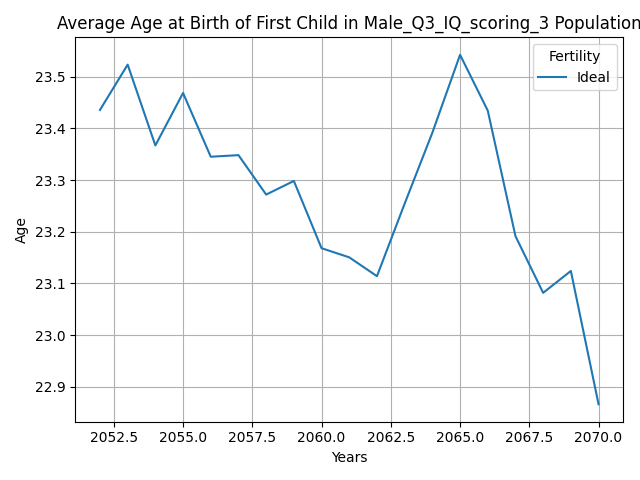 Average Age at Birth of First Child in Male_Q3_IQ_scoring_3 Population
Fertility
Ideal
Age
23.5
23.4
23.3
23.2
23.1
23.0
22.9
2052.5 2055.0 2057.5 2060.0 2062.5 2065.0 2067.5 2070.0
Years